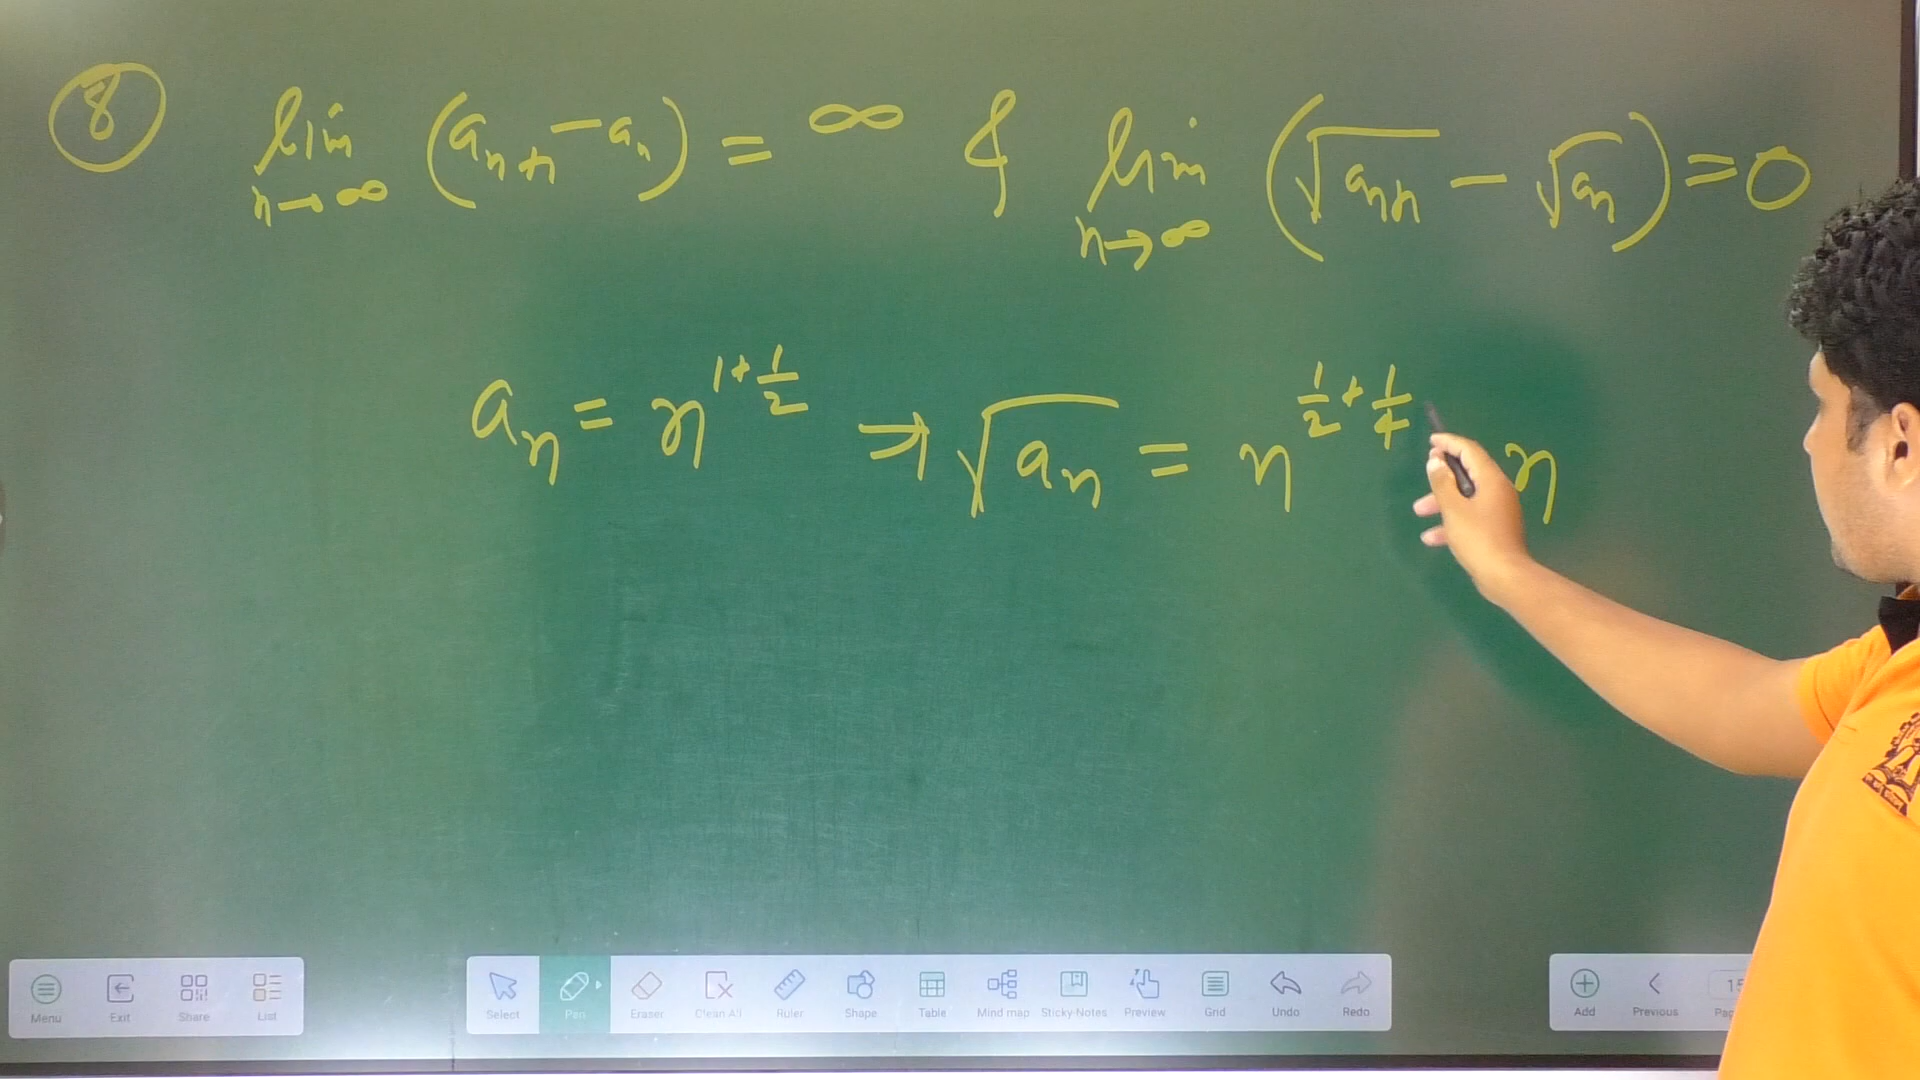 8
lim n→∞ (a_{n+1} - a_n) = ∞ & lim n→∞ (√a_{n+1} - √a_n) = 0
a_n = n^{1+1/2} ⇒ √a_n = n^{1/2+1/4} n
Menu Exit Share List Select Pen Eraser Clean All Ruler Shape Table Mind map Sticky Notes Preview Grid Undo Redo Add Previous 15